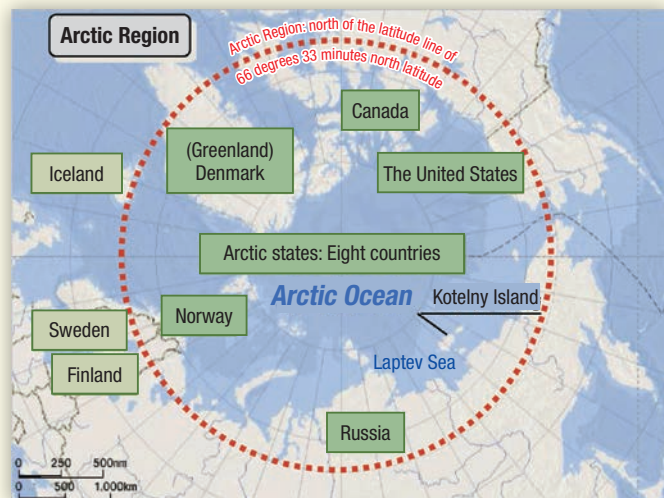 Arctic Region
Arctic Region: north of the latitude line of
66 degrees 33 minutes north latitude
Canada
(Greenland)
Denmark
The United States
Iceland
Arctic states: Eight countries
Arctic Ocean
Kotelny Island
Norway
Sweden
Laptev Sea
Finland
Russia
0 250 500nm
0 500 1.000km